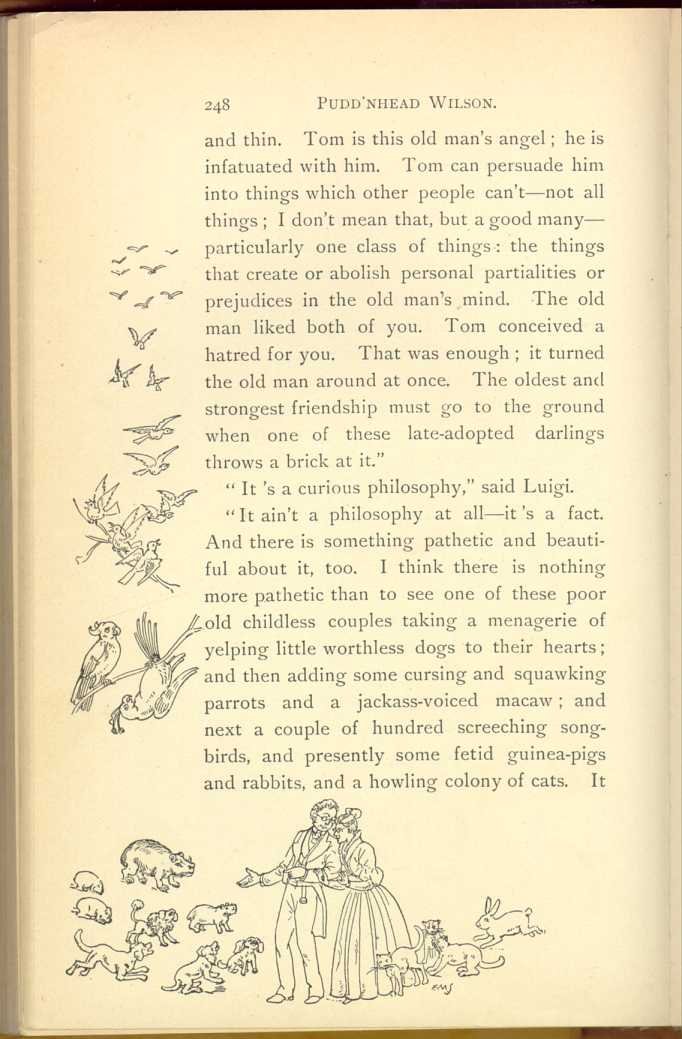 248 PUDD'NHEAD WILSON.
and thin. Tom is this old man's angel; he is
infatuated with him. Tom can persuade him
into things which other people can't—not all
things; I don't mean that, but a good many—
particularly one class of things: the things
that create or abolish personal partialities or
prejudices in the old man's mind. The old
man liked both of you. Tom conceived a
hatred for you. That was enough; it turned
the old man around at once. The oldest and
strongest friendship must go to the ground
when one of these late-adopted darlings
throws a brick at it."
"It 's a curious philosophy," said Luigi.
"It ain't a philosophy at all—it 's a fact.
And there is something pathetic and beauti-
ful about it, too. I think there is nothing
more pathetic than to see one of these poor
old childless couples taking a menagerie of
yelping little worthless dogs to their hearts;
and then adding some cursing and squawking
parrots and a jackass-voiced macaw; and
next a couple of hundred screeching song-
birds, and presently some fetid guinea-pigs
and rabbits, and a howling colony of cats. It